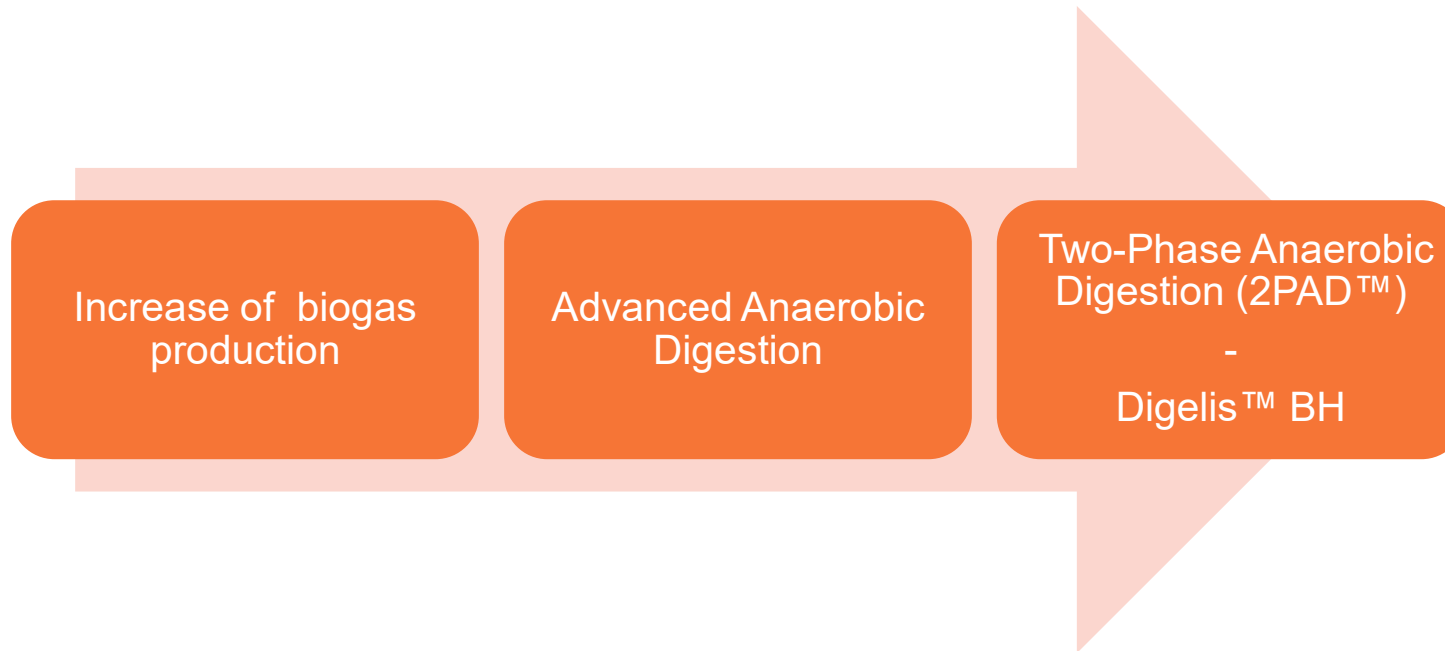 Increase of  biogas
production
Advanced Anaerobic
Digestion
Two-Phase Anaerobic
Digestion (2PAD™)
-
Digelis™ BH